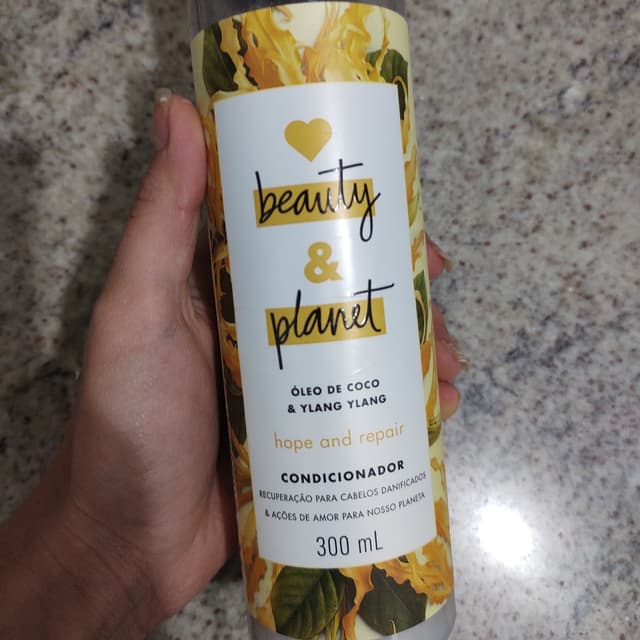 beauty
&
planet
ÓLEO DE COCO
& YLANG YLANG
hope and repair
CONDICIONADOR
RECUPERAÇÃO PARA CABELOS DANIFICADOS
& AÇÕES DE AMOR PARA NOSSO PLANETA
300 mL